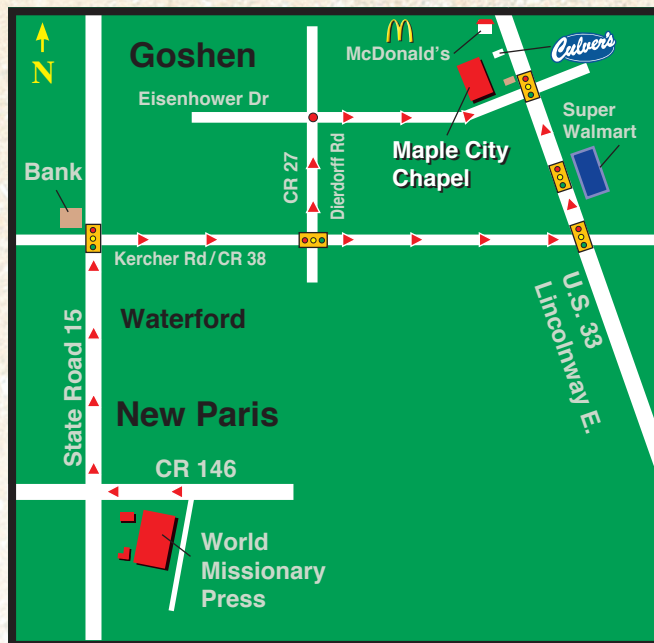 N
Goshen
McDonald's
Culver's
Eisenhower Dr
Super
Walmart
Maple City
Chapel
CR 27
Dierdorff Rd
Bank
Kercher Rd/CR 38
U.S. 33
Lincolnway E.
Waterford
State Road 15
New Paris
CR 146
World
Missionary
Press